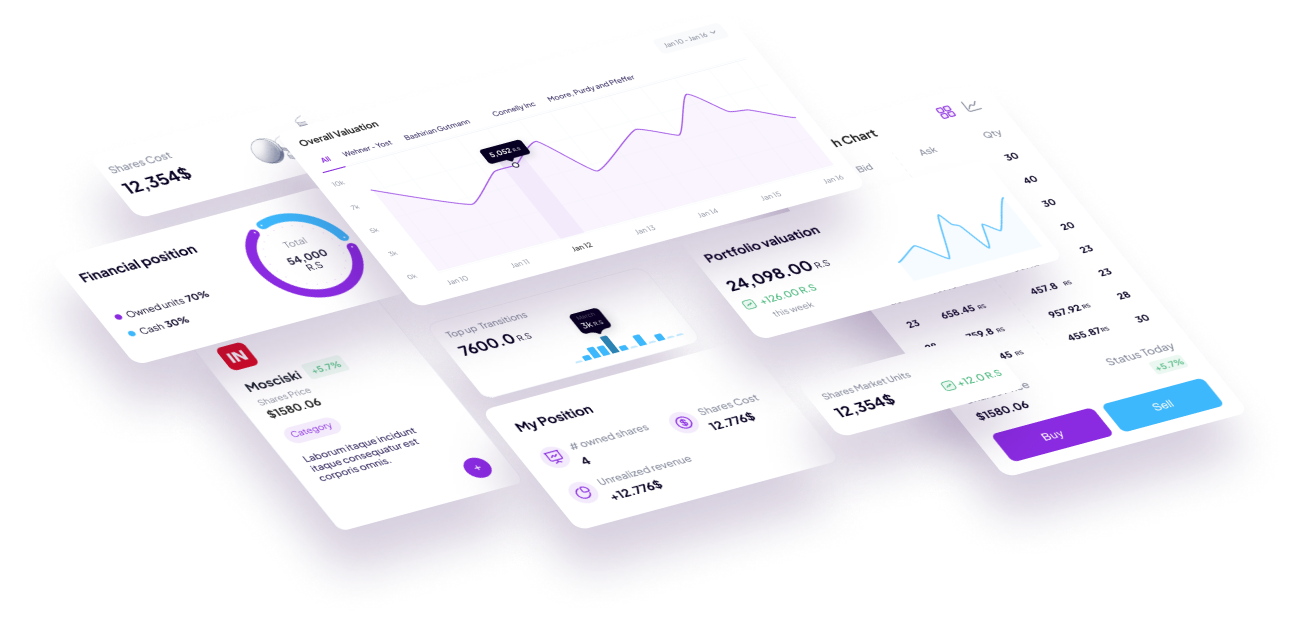 Shares Cost
12,354$
Financial position
Owned units 70%
Cash 30%
Total
54,000
R.S
Overall Valuation
Jan 10 - Jan 16
All
Wehner - Yost
Bashirian Gutmann
Connelly Inc
Moore, Purdy and Pfeffer
10k
7k
5k
3k
0k
5,052 R.S
Jan 10
Jan 11
Jan 12
Jan 13
Jan 14
Jan 15
Jan 16
IN
Mosciski +5.7%
Shares Price
$1580.06
Category
Laborum itaque incidunt
itaque consequatur est
corporis omnis.
+
Top up Transitions
7600.0 R.S
3k R.S
My Position
# owned shares
4
Shares Cost
12.776$
Unrealized revenue
+12.776$
Portfolio valuation
24,098.00 R.S
+126.00 R.S
this week
h Chart
Bid
Ask
Qty
30
40
30
20
23
23
28
30
23
658.45 RS
457.8 RS
759.8 RS
957.92 RS
45 RS
455.87 RS
Shares Market Units
12,354$
+12.0 R.S
Status Today
+5.7%
$1580.06
Buy
Sell